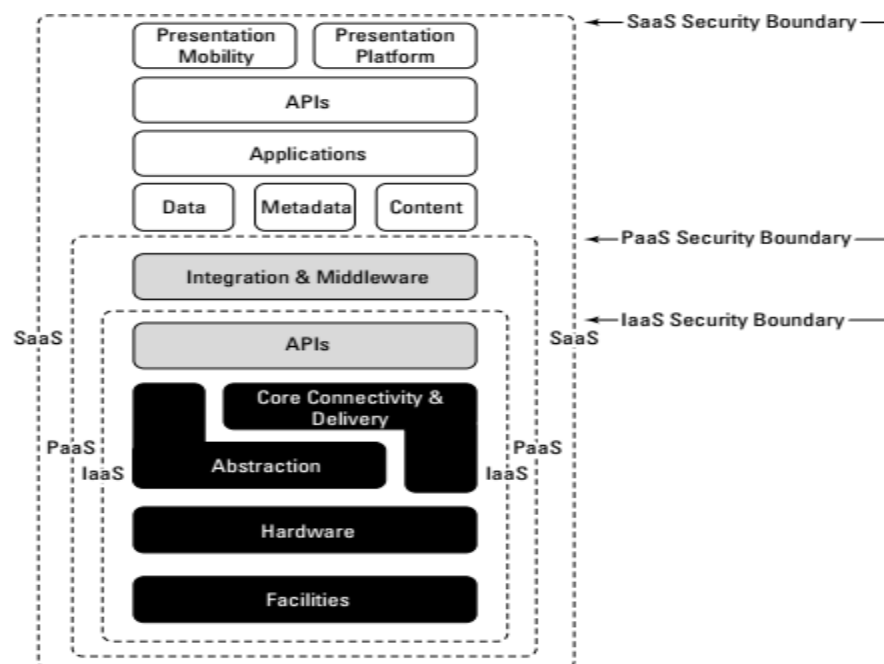 SaaS Security Boundary
Presentation Mobility
Presentation Platform
APIs
Applications
Data
Metadata
Content
PaaS Security Boundary
Integration & Middleware
IaaS Security Boundary
SaaS
SaaS
APIs
Core Connectivity &
Delivery
PaaS
PaaS
Abstraction
IaaS
IaaS
Hardware
Facilities